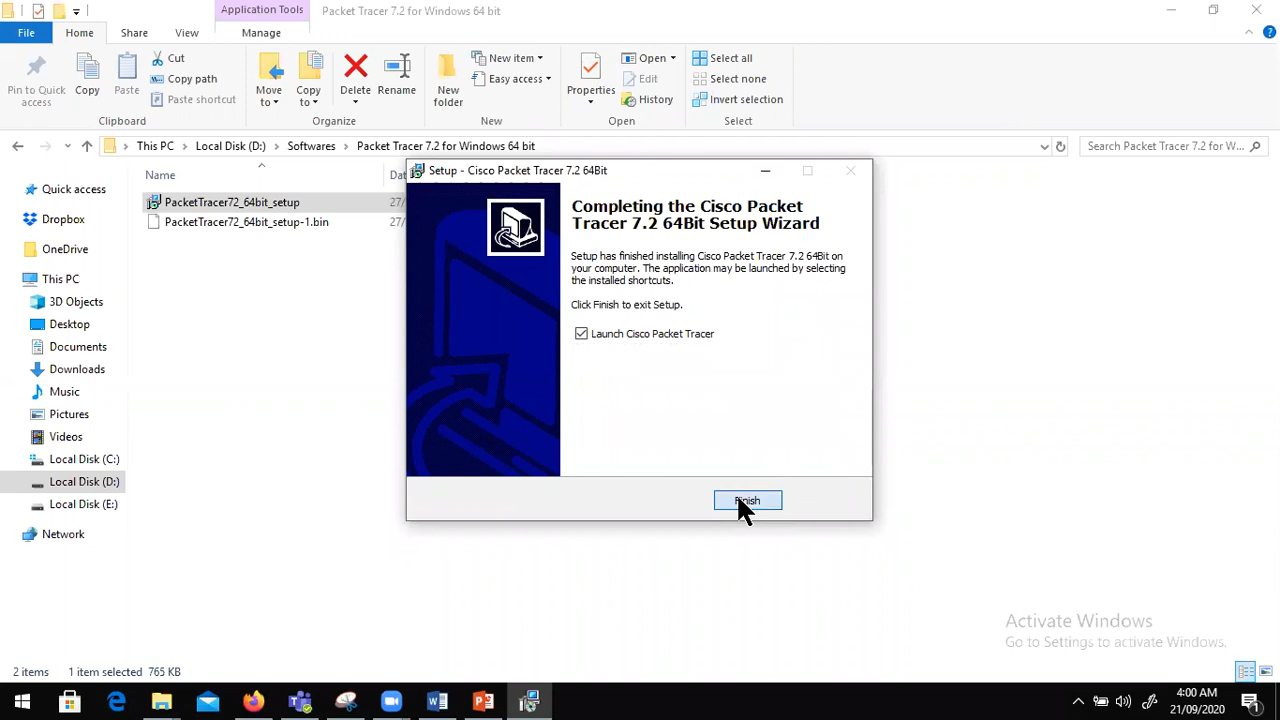 Application Tools
Packet Tracer 7.2 for Windows 64 bit
File
Home
Share
View
Manage
Pin to Quick access
Copy
Paste
Cut
Copy path
Paste shortcut
Clipboard
Move to
Copy to
Delete
Rename
Organize
New folder
New item
Easy access
New
Properties
Open
Edit
History
Open
Select all
Select none
Invert selection
Select
This PC
Local Disk (D:)
Softwares
Packet Tracer 7.2 for Windows 64 bit
Search Packet Tracer 7.2 for W...
Name
Quick access
Dropbox
OneDrive
This PC
3D Objects
Desktop
Documents
Downloads
Music
Pictures
Videos
Local Disk (C:)
Local Disk (D:)
Local Disk (E:)
Network
PacketTracer72_64bit_setup
27/
PacketTracer72_64bit_setup-1.bin
27/
Setup - Cisco Packet Tracer 7.2 64Bit
Completing the Cisco Packet
Tracer 7.2 64Bit Setup Wizard
Setup has finished installing Cisco Packet Tracer 7.2 64Bit on
your computer. The application may be launched by selecting
the installed shortcuts.
Click Finish to exit Setup.
Launch Cisco Packet Tracer
Finish
Activate Windows
Go to Settings to activate Windows.
2 items
1 item selected 765 KB
4:00 AM
21/09/2020